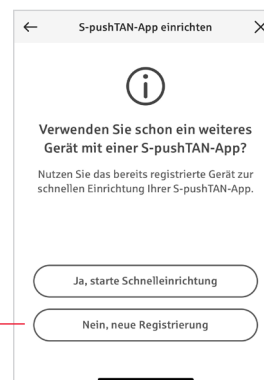 S-pushTAN-App einrichten
Verwenden Sie schon ein weiteres
Gerät mit einer S-pushTAN-App?
Nutzen Sie das bereits registrierte Gerät zur
schnellen Einrichtung Ihrer S-pushTAN-App.
Ja, starte Schnelleinrichtung
Nein, neue Registrierung